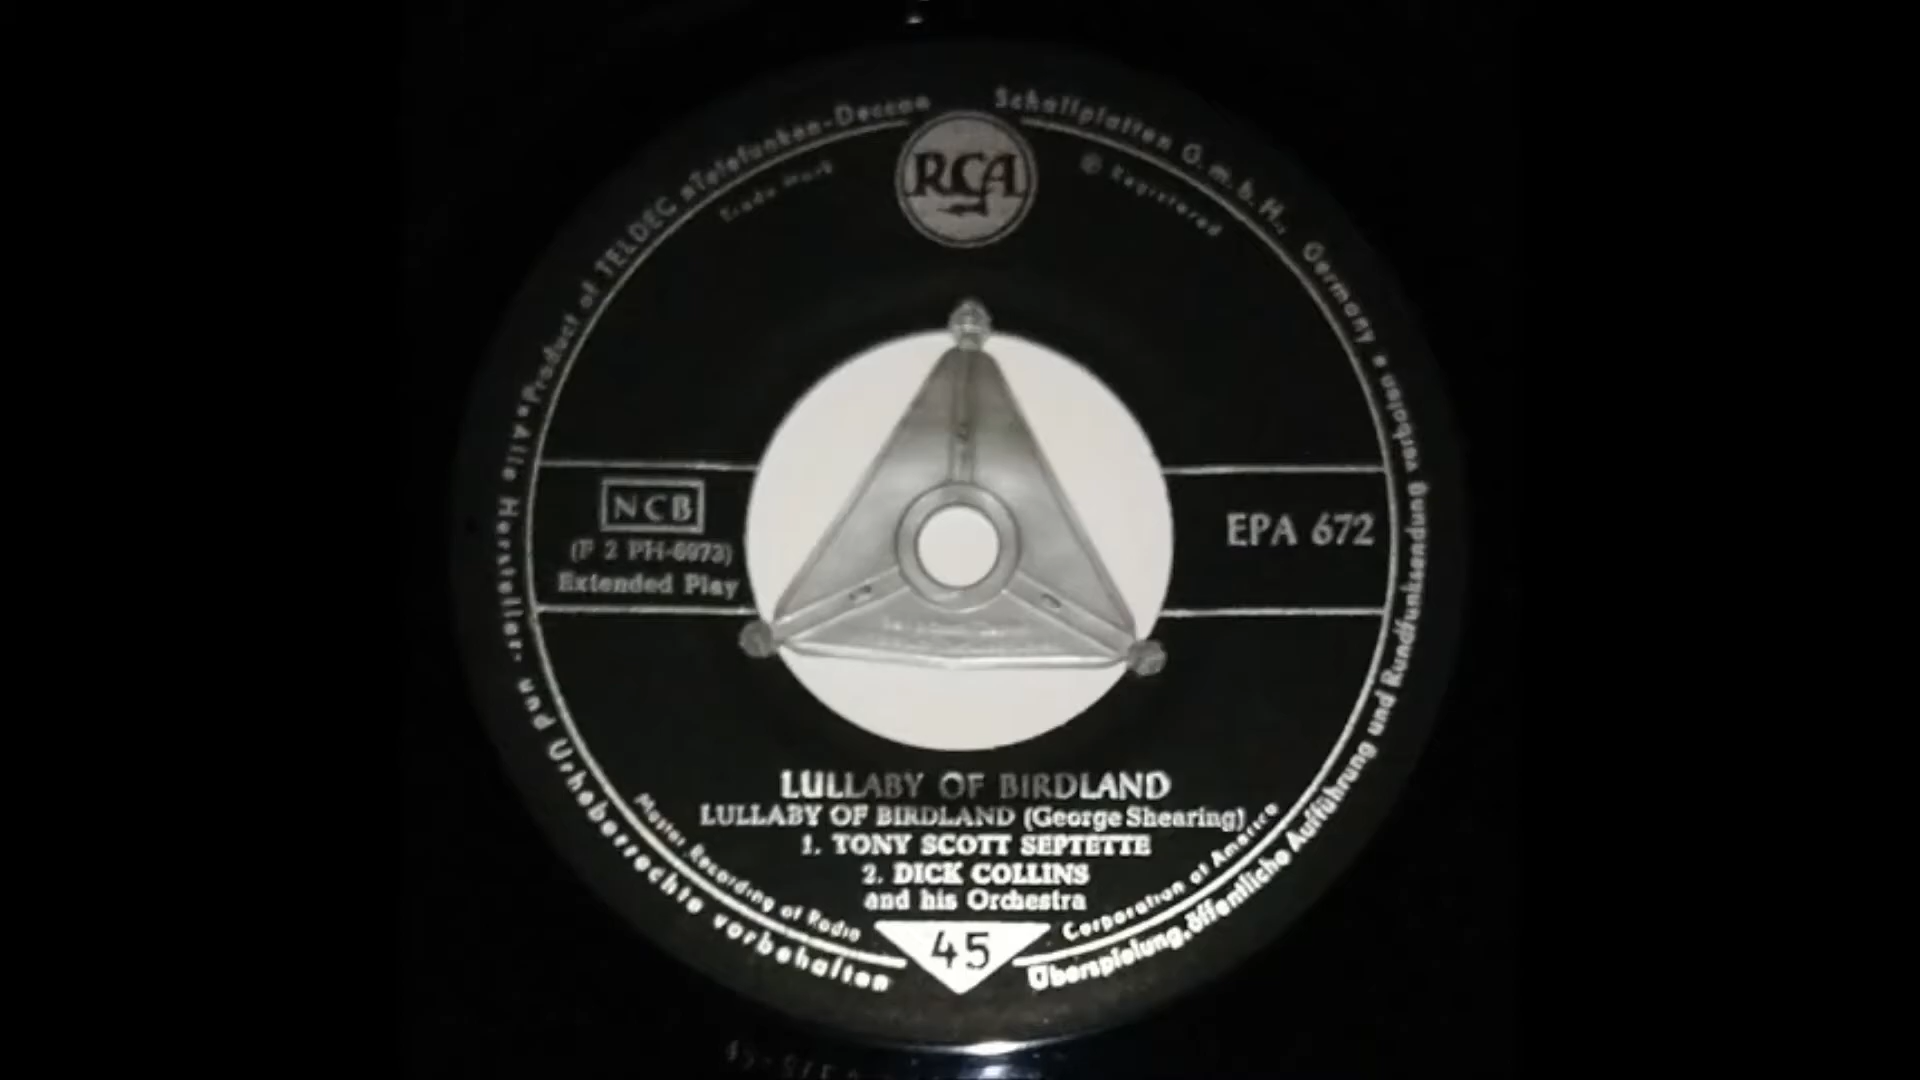 Product of TELDEC »Telefunken-Decca« Schallplatten G.m.b.H., Germany
RCA
Trade Mark
® Registered
NCB
(F 2 PH-6973)
Extended Play
EPA 672
LULLABY OF BIRDLAND
LULLABY OF BIRDLAND (George Shearing)
1. TONY SCOTT SEPTETTE
2. DICK COLLINS
and his Orchestra
Master Recording of Radio Corporation of America
45
Alle Hersteller- und Urheberrechte vorbehalten
Überspielung, öffentliche Aufführung und Rundfunksendung verboten